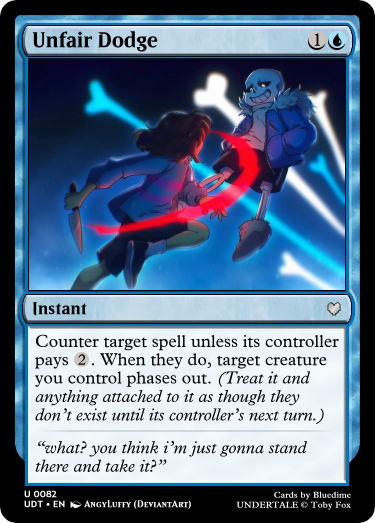 Unfair Dodge
1
Instant
Counter target spell unless its controller
pays 2. When they do, target creature
you control phases out. (Treat it and
anything attached to it as though they
don't exist until its controller's next turn.)
"what? you think i'm just gonna stand
there and take it?"
U 0082
UDT • EN AngyLuffy (DeviantArt)
Cards by Bluedime
UNDERTALE © Toby Fox